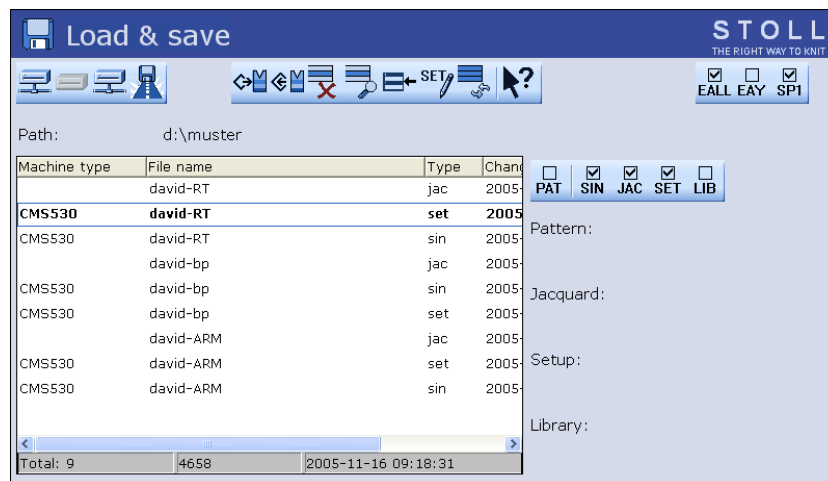 Load & save
STOLL
THE RIGHT WAY TO KNIT
SET
?
EALL EAY SP1
Path: d:\muster
Machine type File name Type Chang
david-RT jac 2005-
CMS530 david-RT set 2005
CMS530 david-RT sin 2005-
david-bp jac 2005-
CMS530 david-bp sin 2005-
CMS530 david-bp set 2005-
david-ARM jac 2005-
CMS530 david-ARM set 2005-
CMS530 david-ARM sin 2005-
Total: 9 4658 2005-11-16 09:18:31
PAT SIN JAC SET LIB
Pattern:
Jacquard:
Setup:
Library: